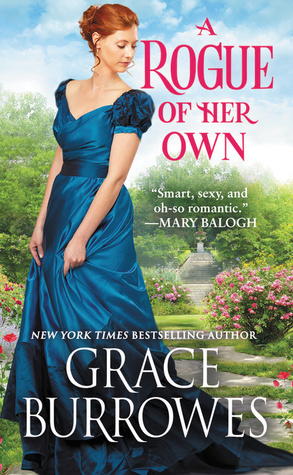 A
ROGUE
OF HER
OWN
“Smart, sexy, and
oh-so romantic.”
—MARY BALOGH
NEW YORK TIMES BESTSELLING AUTHOR
GRACE
BURROWES